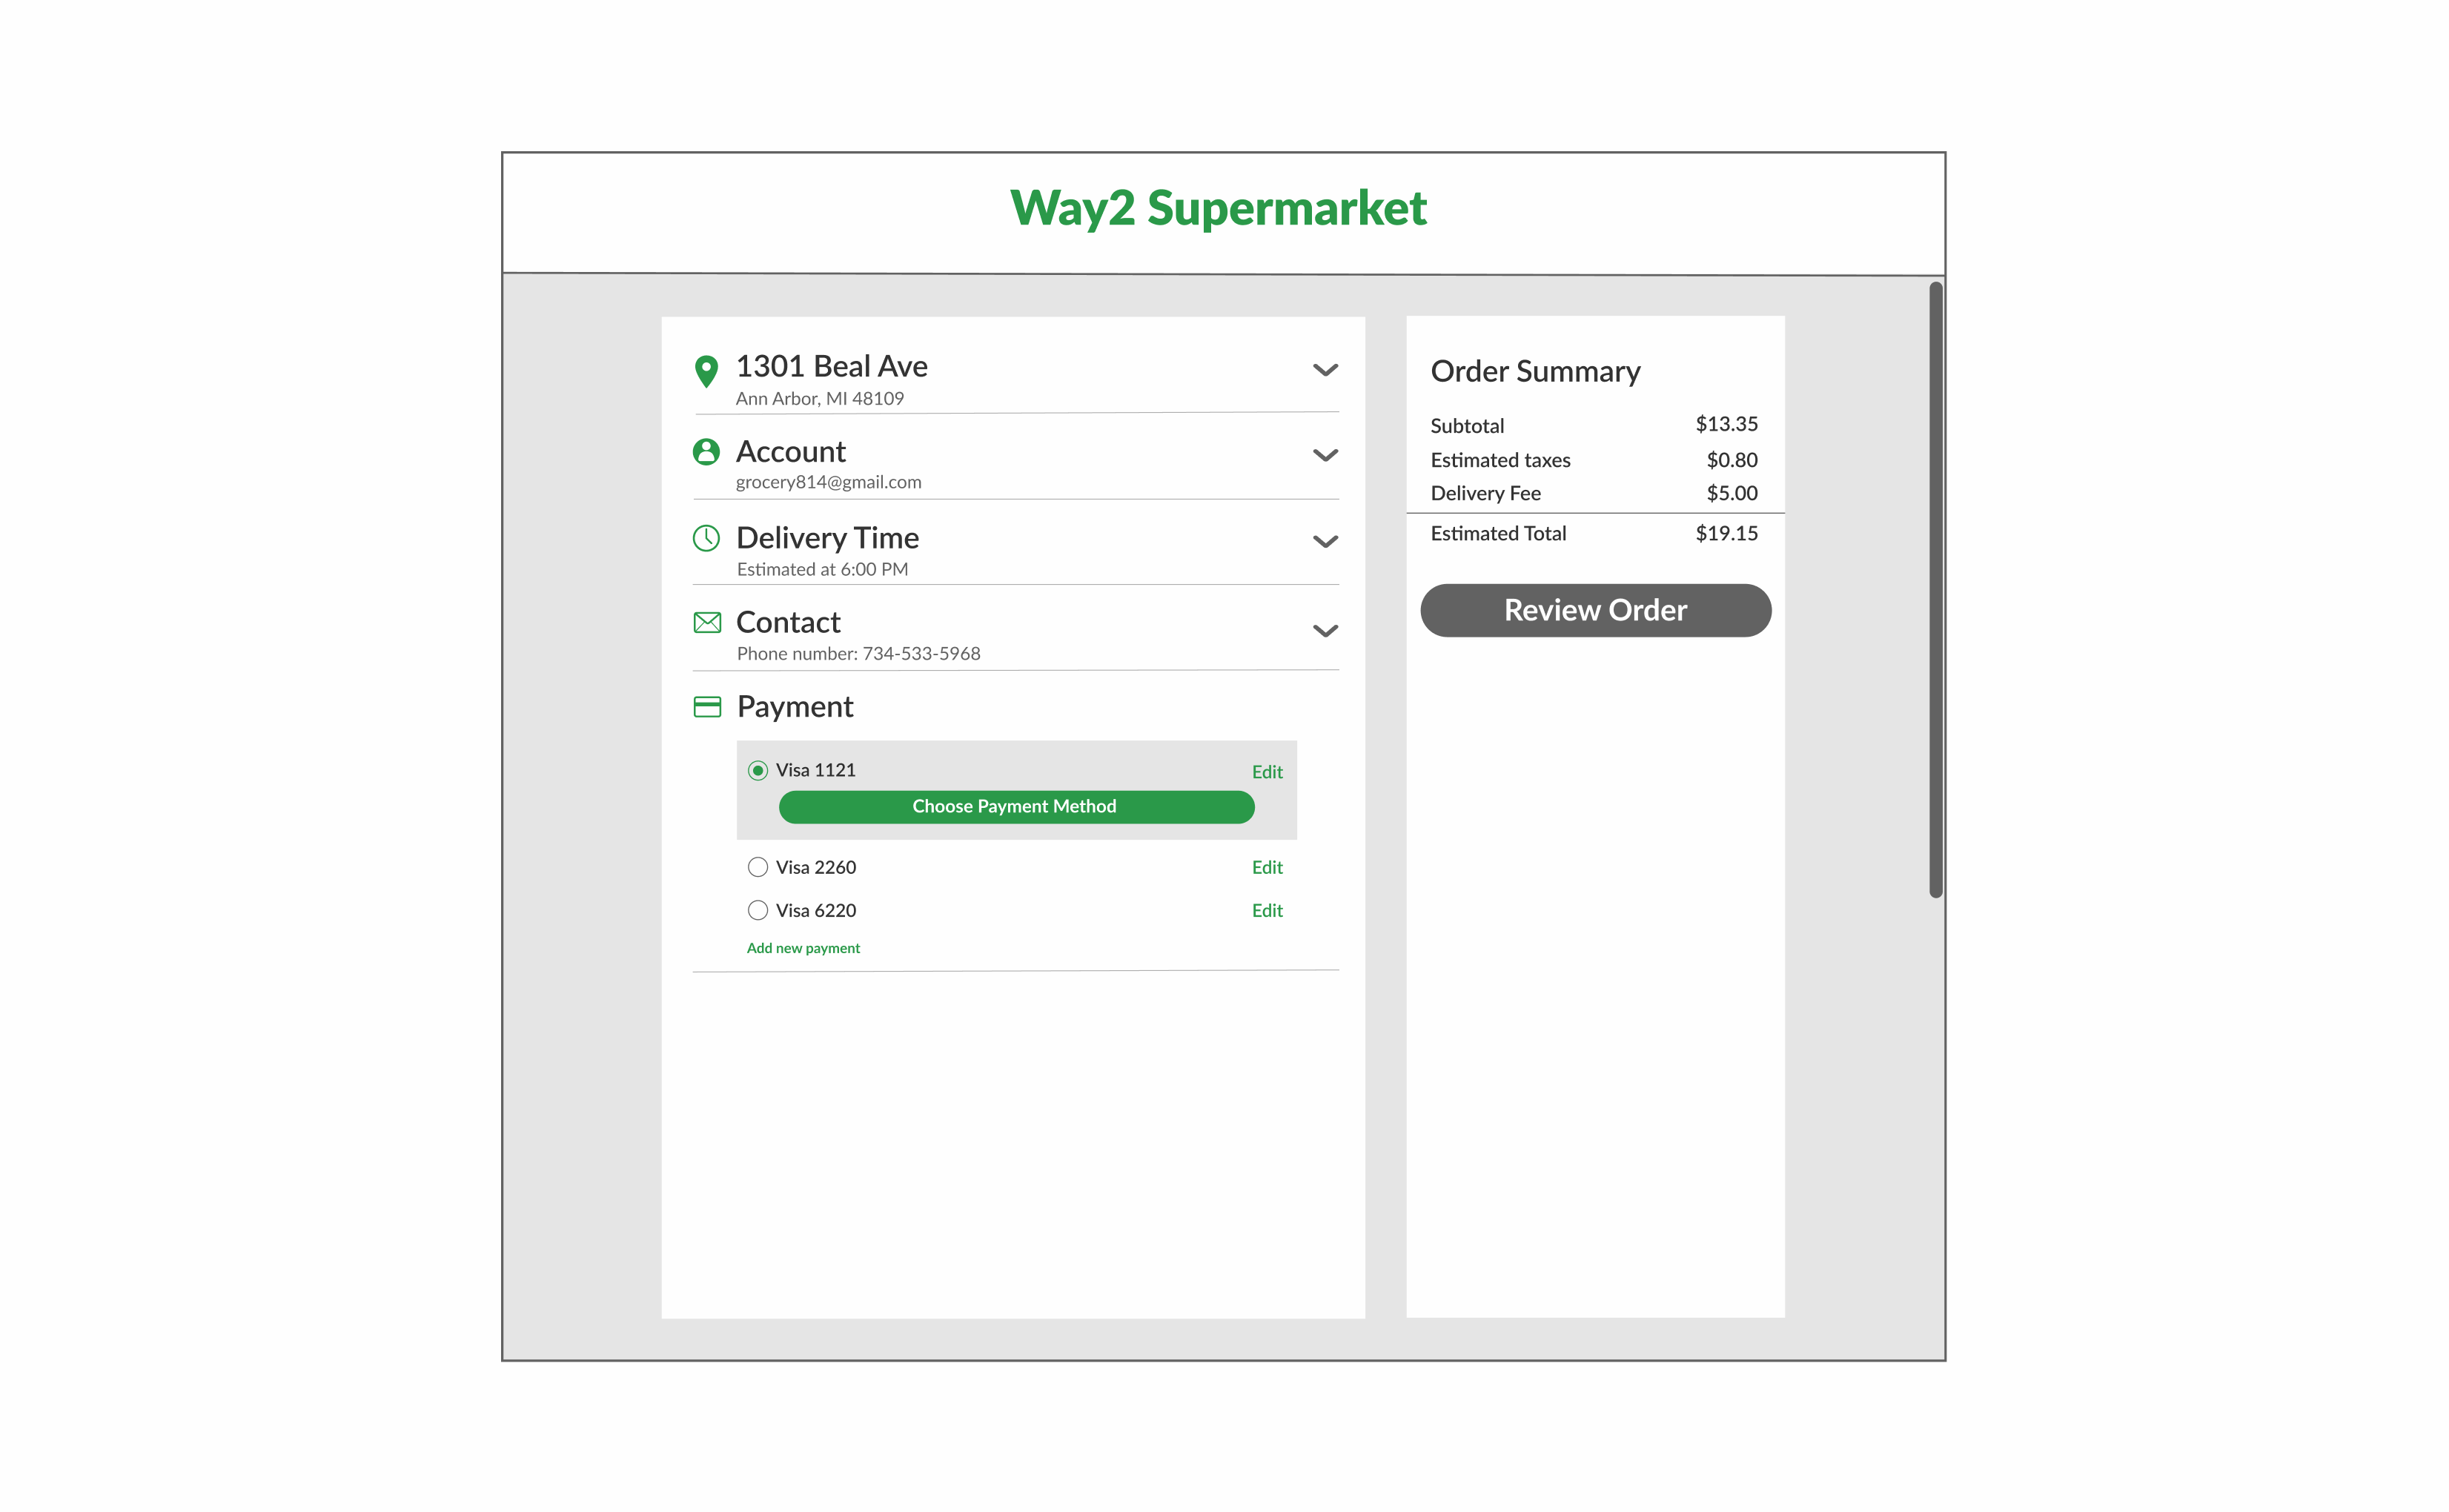 Way2 Supermarket
1301 Beal Ave
Ann Arbor, MI 48109
Account
grocery814@gmail.com
Delivery Time
Estimated at 6:00 PM
Contact
Phone number: 734-533-5968
Payment
Visa 1121 Edit
Choose Payment Method
Visa 2260 Edit
Visa 6220 Edit
Add new payment
Order Summary
Subtotal $13.35
Estimated taxes $0.80
Delivery Fee $5.00
Estimated Total $19.15
Review Order